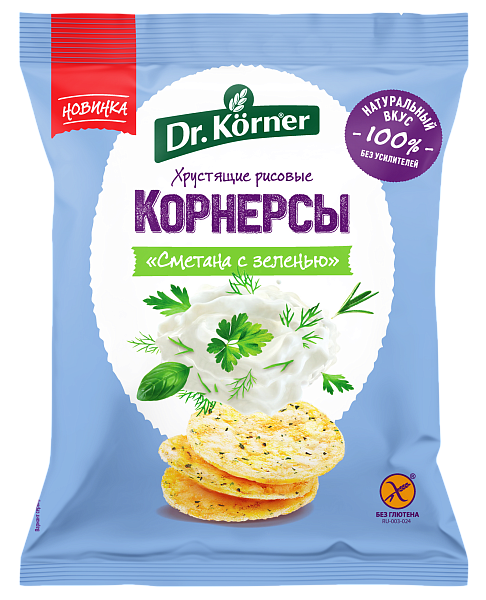 НОВИНКА
Dr. Körner®
НАТУРАЛЬНЫЙ
ВКУС
100%
БЕЗ УСИЛИТЕЛЕЙ
Хрустящие рисовые
КОРНЕРСЫ
«Сметана с зеленью»
®
БЕЗ ГЛЮТЕНА
RU-003-024